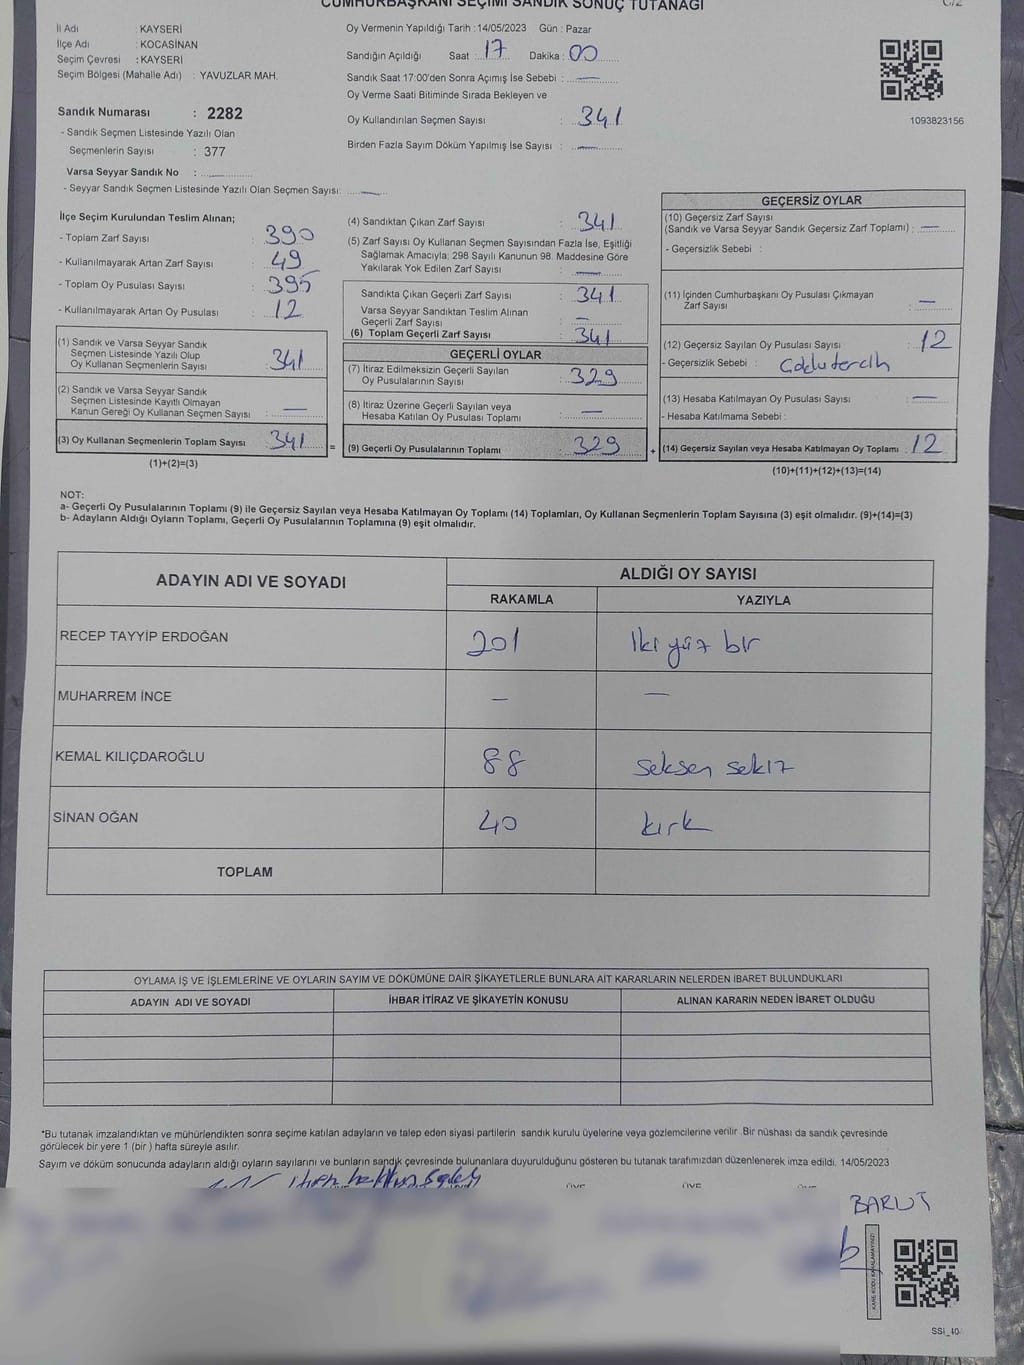 CUMHURBAŞKANI SEÇİMİ SANDIK SONUÇ TUTANAĞI
C/2
İl Adı : KAYSERİ
İlçe Adı : KOCASİNAN
Seçim Çevresi : KAYSERİ
Seçim Bölgesi (Mahalle Adı) : YAVUZLAR MAH.
Sandık Numarası : 2282
- Sandık Seçmen Listesinde Yazılı Olan
Seçmenlerin Sayısı : 377
Varsa Seyyar Sandık No : —
- Seyyar Sandık Seçmen Listesinde Yazılı Olan Seçmen Sayısı: —
Oy Vermenin Yapıldığı Tarih : 14/05/2023 Gün : Pazar
Sandığın Açıldığı Saat : 17 Dakika : 00
Sandık Saat 17:00'den Sonra Açımış İse Sebebi : —
Oy Verme Saati Bitiminde Sırada Bekleyen ve
Oy Kullandırılan Seçmen Sayısı : 341
Birden Fazla Sayım Döküm Yapılmış İse Sayısı : —
1093823156
İlçe Seçim Kurulundan Teslim Alınan;
- Toplam Zarf Sayısı : 390
- Kullanılmayarak Artan Zarf Sayısı : 49
- Toplam Oy Pusulası Sayısı : 395
- Kullanılmayarak Artan Oy Pusulası : 12
(1) Sandık ve Varsa Seyyar Sandık
Seçmen Listesinde Yazılı Olup
Oy Kullanan Seçmenlerin Sayısı : 341
(2) Sandık ve Varsa Seyyar Sandık
Seçmen Listesinde Kayıtlı Olmayan
Kanun Gereği Oy Kullanan Seçmen Sayısı : —
(3) Oy Kullanan Seçmenlerin Toplam Sayısı : 341 =
(1)+(2)=(3)
(4) Sandıktan Çıkan Zarf Sayısı : 341
(5) Zarf Sayısı Oy Kullanan Seçmen Sayısından Fazla İse, Eşitliği
Sağlamak Amacıyla; 298 Sayılı Kanunun 98. Maddesine Göre
Yakılarak Yok Edilen Zarf Sayısı : —
Sandıkta Çıkan Geçerli Zarf Sayısı : 341
Varsa Seyyar Sandıktan Teslim Alınan
Geçerli Zarf Sayısı : —
(6) Toplam Geçerli Zarf Sayısı : 341
GEÇERLİ OYLAR
(7) İtiraz Edilmeksizin Geçerli Sayılan
Oy Pusulalarının Sayısı : 329
(8) İtiraz Üzerine Geçerli Sayılan veya
Hesaba Katılan Oy Pusulası Toplamı : —
(9) Geçerli Oy Pusulalarının Toplamı : 329 +
GEÇERSİZ OYLAR
(10) Geçersiz Zarf Sayısı
(Sandık ve Varsa Seyyar Sandık Geçersiz Zarf Toplamı) : —
- Geçersizlik Sebebi :
(11) İçinden Cumhurbaşkanı Oy Pusulası Çıkmayan
Zarf Sayısı : —
(12) Geçersiz Sayılan Oy Pusulası Sayısı : 12
- Geçersizlik Sebebi : Çoklu tercih
(13) Hesaba Katılmayan Oy Pusulası Sayısı : —
- Hesaba Katılmama Sebebi :
(14) Geçersiz Sayılan veya Hesaba Katılmayan Oy Toplamı : 12
(10)+(11)+(12)+(13)=(14)
NOT:
a- Geçerli Oy Pusulalarının Toplamı (9) ile Geçersiz Sayılan veya Hesaba Katılmayan Oy Toplamı (14) Toplamları, Oy Kullanan Seçmenlerin Toplam Sayısına (3) eşit olmalıdır. (9)+(14)=(3)
b- Adayların Aldığı Oyların Toplamı, Geçerli Oy Pusulalarının Toplamına (9) eşit olmalıdır.
ADAYIN ADI VE SOYADI
ALDIĞI OY SAYISI
RAKAMLA YAZIYLA
RECEP TAYYİP ERDOĞAN 201 iki yüz bir
MUHARREM İNCE — —
KEMAL KILIÇDAROĞLU 88 seksen sekiz
SİNAN OĞAN 40 kırk
TOPLAM
OYLAMA İŞ VE İŞLEMLERİNE VE OYLARIN SAYIM VE DÖKÜMÜNE DAİR ŞİKAYETLERLE BUNLARA AİT KARARLARIN NELERDEN İBARET BULUNDUKLARI
ADAYIN ADI VE SOYADI İHBAR İTİRAZ VE ŞİKAYETİN KONUSU ALINAN KARARIN NEDEN İBARET OLDUĞU
*Bu tutanak imzalandıktan ve mühürlendikten sonra seçime katılan adayların ve talep eden siyasi partilerin sandık kurulu üyelerine veya gözlemcilerine verilir .Bir nüshası da sandık çevresinde
görülecek bir yere 1 (bir ) hafta süreyle asılır.
Sayım ve döküm sonucunda adayların aldığı oyların sayılarını ve bunların sandık çevresinde bulunanlara duyurulduğunu gösteren bu tutanak tarafımızdan düzenlenerek imza edildi. 14/05/2023
ÜYE ÜYE ÜYE
BARUT
KARE KODU KARALAMAYINIZ!
SSİ_40